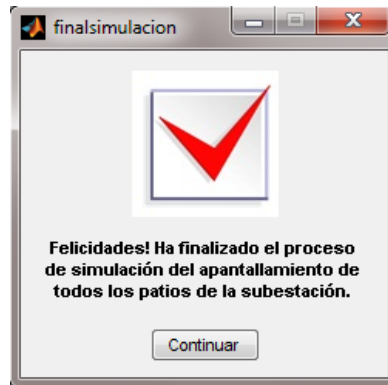 finalsimulacion
Felicidades! Ha finalizado el proceso
de simulación del apantallamiento de
todos los patios de la subestación.
Continuar